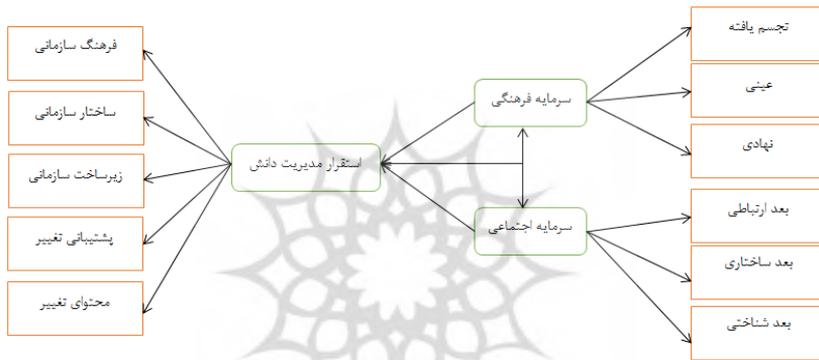 تجسم یافته
عینی
نهادی
بعد ارتباطی
بعد ساختاری
بعد شناختی
سرمایه فرهنگی
سرمایه اجتماعی
استقرار مدیریت دانش
فرهنگ سازمانی
ساختار سازمانی
زیرساخت سازمانی
پشتیبانی تغییر
محتوای تغییر